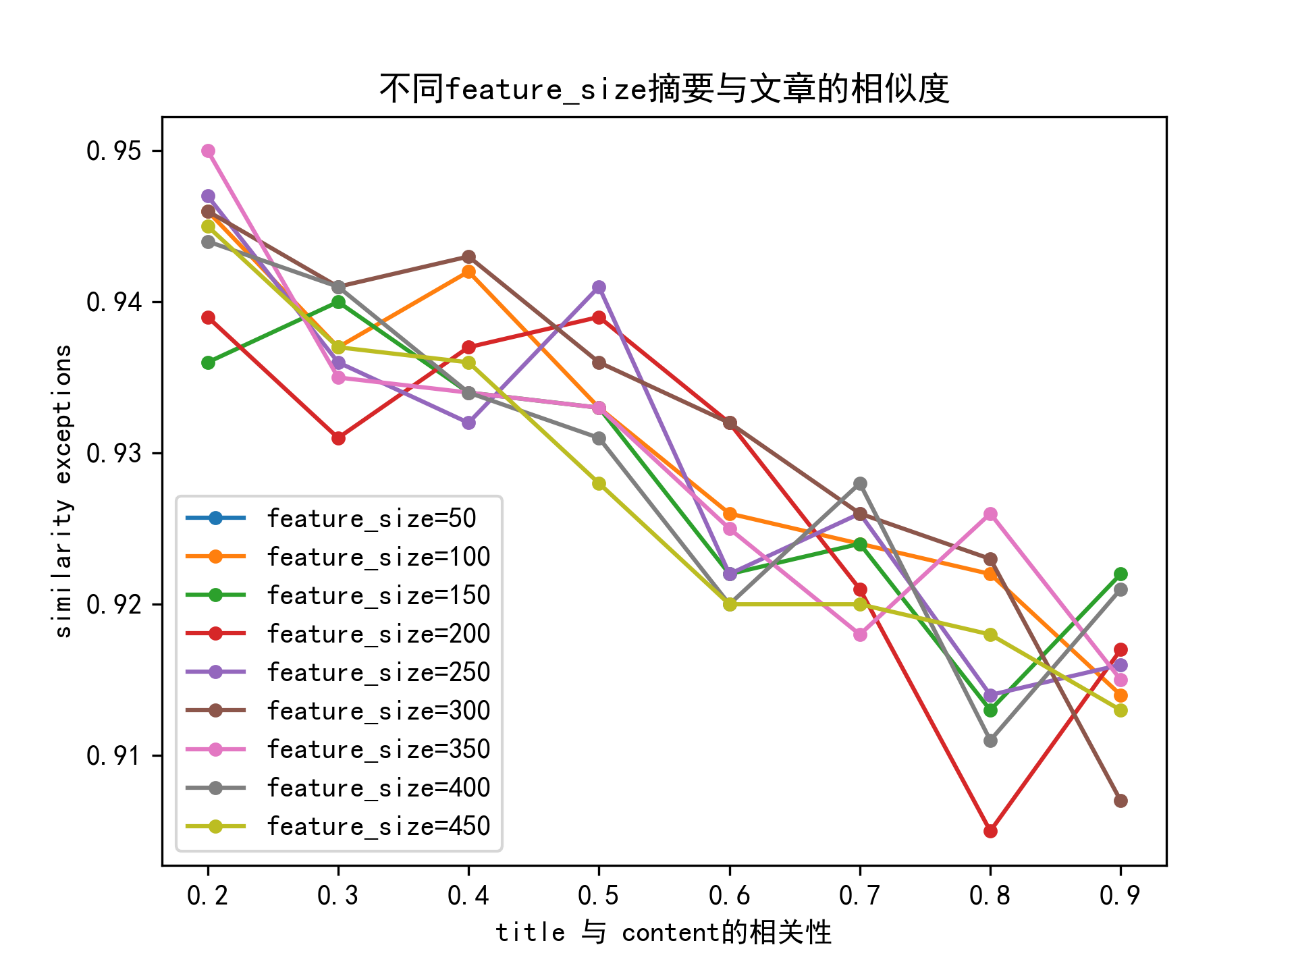 不同feature_size摘要与文章的相似度
0.95
0.94
0.93
0.92
0.91
similarity exceptions
feature_size=50
feature_size=100
feature_size=150
feature_size=200
feature_size=250
feature_size=300
feature_size=350
feature_size=400
feature_size=450
0.2 0.3 0.4 0.5 0.6 0.7 0.8 0.9
title 与 content的相关性